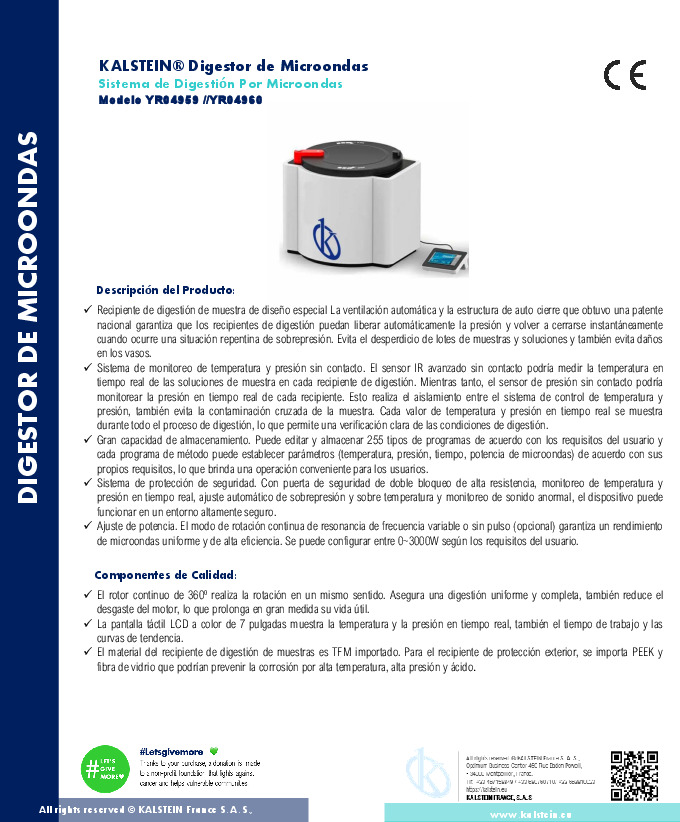 DIGESTOR DE MICROONDAS
KALSTEIN® Digestor de Microondas
Sistema de Digestión Por Microondas
Modelo YR04959 //YR04960
CE
Descripción del Producto:
✓ Recipiente de digestión de muestra de diseño especial La ventilación automática y la estructura de auto cierre que obtuvo una patente
nacional garantiza que los recipientes de digestión puedan liberar automáticamente la presión y volver a cerrarse instantáneamente
cuando ocurre una situación repentina de sobrepresión. Evita el desperdicio de lotes de muestras y soluciones y también evita daños
en los vasos.
✓ Sistema de monitoreo de temperatura y presión sin contacto. El sensor IR avanzado sin contacto podría medir la temperatura en
tiempo real de las soluciones de muestra en cada recipiente de digestión. Mientras tanto, el sensor de presión sin contacto podría
monitorear la presión en tiempo real de cada recipiente. Esto realiza el aislamiento entre el sistema de control de temperatura y
presión, también evita la contaminación cruzada de la muestra. Cada valor de temperatura y presión en tiempo real se muestra
durante todo el proceso de digestión, lo que permite una verificación clara de las condiciones de digestión.
✓ Gran capacidad de almacenamiento. Puede editar y almacenar 255 tipos de programas de acuerdo con los requisitos del usuario y
cada programa de método puede establecer parámetros (temperatura, presión, tiempo, potencia de microondas) de acuerdo con sus
propios requisitos, lo que brinda una operación conveniente para los usuarios.
✓ Sistema de protección de seguridad. Con puerta de seguridad de doble bloqueo de alta resistencia, monitoreo de temperatura y
presión en tiempo real, ajuste automático de sobrepresión y sobre temperatura y monitoreo de sonido anormal, el dispositivo puede
funcionar en un entorno altamente seguro.
✓ Ajuste de potencia. El modo de rotación continua de resonancia de frecuencia variable o sin pulso (opcional) garantiza un rendimiento
de microondas uniforme y de alta eficiencia. Se puede configurar entre 0~3000W según los requisitos del usuario.
Componentes de Calidad:
✓ El rotor continuo de 360º realiza la rotación en un mismo sentido. Asegura una digestión uniforme y completa, también reduce el
desgaste del motor, lo que prolonga en gran medida su vida útil.
✓ La pantalla táctil LCD a color de 7 pulgadas muestra la temperatura y la presión en tiempo real, también el tiempo de trabajo y las
curvas de tendencia.
✓ El material del recipiente de digestión de muestras es TFM importado. Para el recipiente de protección exterior, se importa PEEK y
fibra de vidrio que podrían prevenir la corrosión por alta temperatura, alta presión y ácido.
# LET'S
GIVE
MORE
#Letsgivemore
Thanks to your purchase, a donation is made
to a non-profit foundation that fights against
cancer and helps vulnerable communities
All rights reserved © KALSTEIN France S. A. S.,
Optimum Business Center 450 Rue Baden Powell,
34000 Montpellier, France.
https://kalstein.eu
KALSTEIN FRANCE, S.A.S
All rights reserved © KALSTEIN France S.A.S.,
www.kalstein.eu